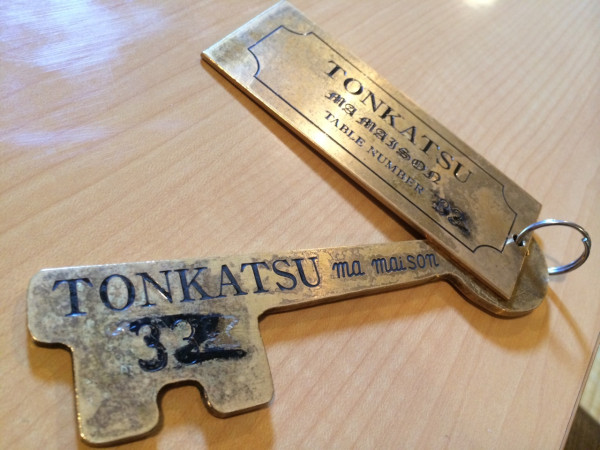 TONKATSU
MA MAISON
TABLE NUMBER 32
TONKATSU ma maison
32